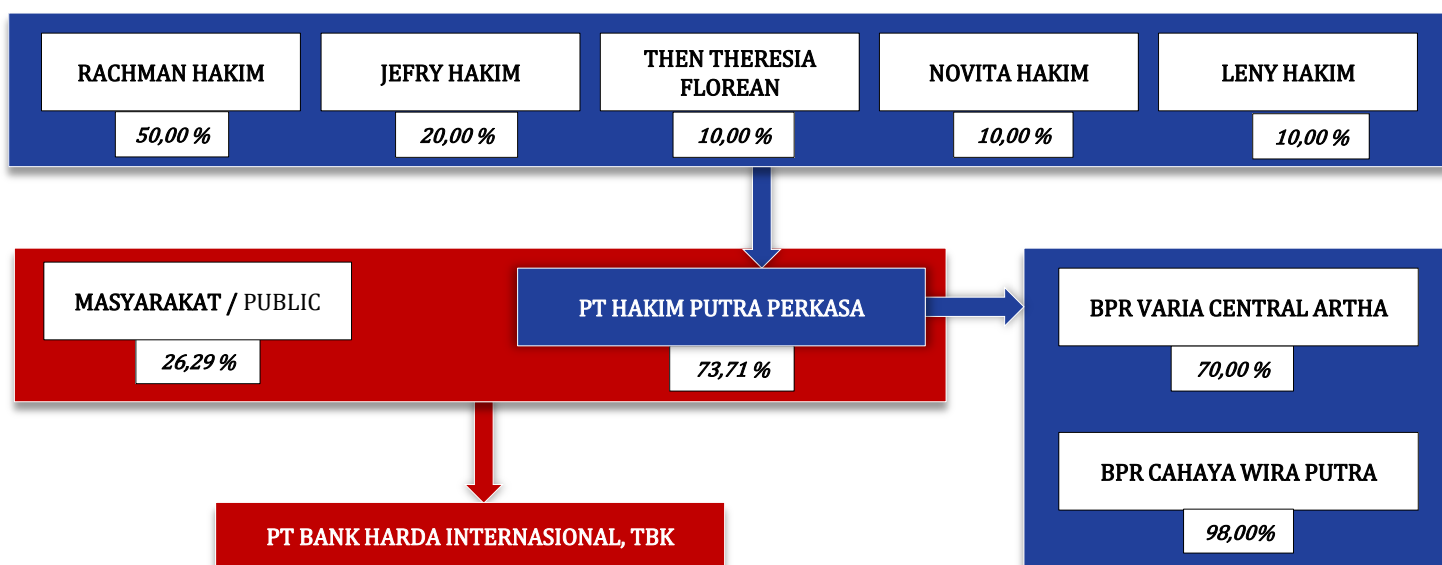 RACHMAN HAKIM
50,00 %
JEFRY HAKIM
20,00 %
THEN THERESIA
FLOREAN
10,00 %
NOVITA HAKIM
10,00 %
LENY HAKIM
10,00 %
MASYARAKAT / PUBLIC
26,29 %
PT HAKIM PUTRA PERKASA
73,71 %
BPR VARIA CENTRAL ARTHA
70,00 %
BPR CAHAYA WIRA PUTRA
98,00%
PT BANK HARDA INTERNASIONAL, TBK